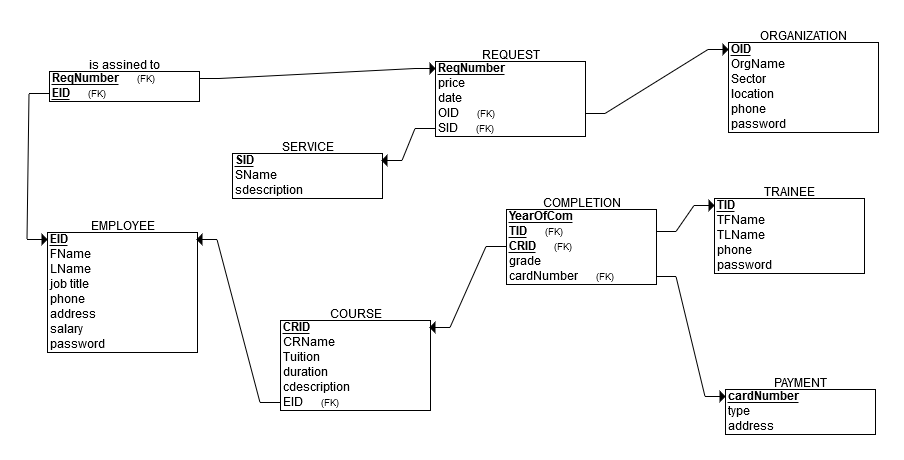 is assined to
ReqNumber (FK)
EID (FK)
REQUEST
ReqNumber
price
date
OID (FK)
SID (FK)
ORGANIZATION
OID
OrgName
Sector
location
phone
password
SERVICE
SID
SName
sdescription
EMPLOYEE
EID
FName
LName
job title
phone
address
salary
password
COMPLETION
YearOfCom
TID (FK)
CRID (FK)
grade
cardNumber (FK)
TRAINEE
TID
TFName
TLName
phone
password
COURSE
CRID
CRName
Tuition
duration
cdescription
EID (FK)
PAYMENT
cardNumber
type
address